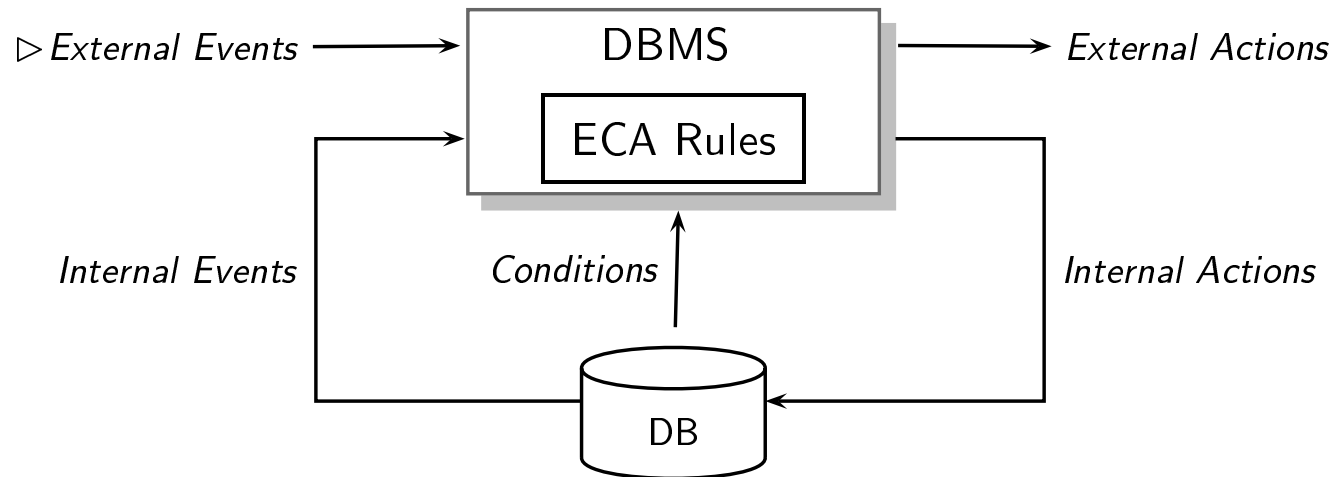 ▷ External Events
DBMS
External Actions
ECA Rules
Internal Events
Conditions
Internal Actions
DB